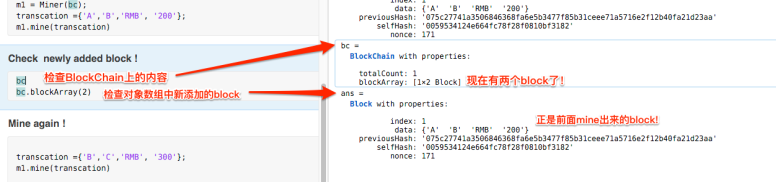 m1 = Miner(bc);
transcation ={'A','B','RMB', '200'};
m1.mine(transcation)
Check newly added block !
bc
bc.blockArray(2)
检查BlockChain上的内容
检查对象数组中新添加的block
Mine again !
transcation ={'B','C','RMB', '300'};
m1.mine(transcation)
index: 1
data: {'A' 'B' 'RMB' '200'}
previousHash: '075c27741a3506846368fa6e5b3477f85b31ceee71a5716e2f12b40fa21d23aa'
selfHash: '0059534124e664fc78f28f0810bf3182'
nonce: 171
bc =
BlockChain with properties:
totalCount: 1
blockArray: [1×2 Block]
现在有两个block了!
ans =
Block with properties:
index: 1
data: {'A' 'B' 'RMB' '200'}
previousHash: '075c27741a3506846368fa6e5b3477f85b31ceee71a5716e2f12b40fa21d23aa'
selfHash: '0059534124e664fc78f28f0810bf3182'
nonce: 171
正是前面mine出来的block!